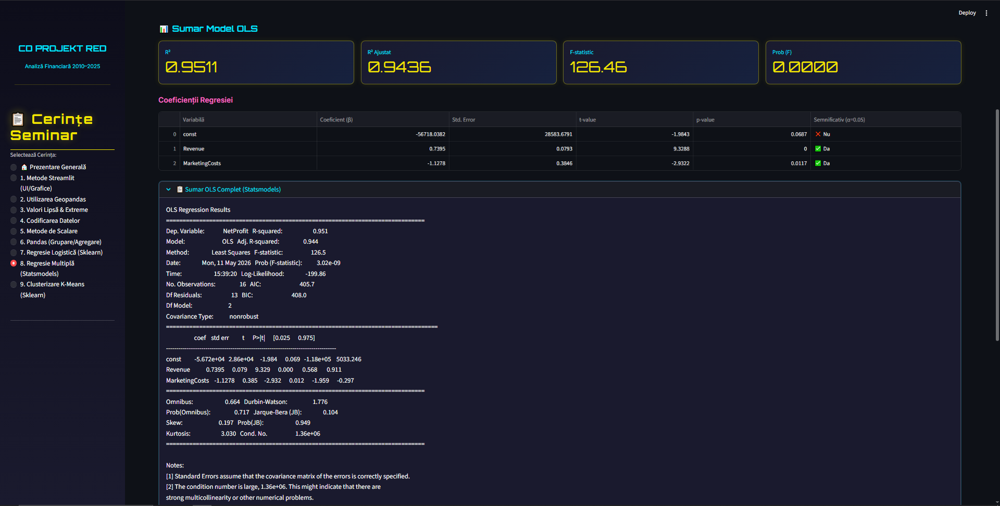 Deploy
CD PROJEKT RED
Analiză Financiară 2010–2025
📋 Cerințe
Seminar
Selectează Cerința:
🏠 Prezentare Generală
1. Metode Streamlit
(UI/Grafice)
2. Utilizarea Geopandas
3. Valori Lipsă & Extreme
4. Codificarea Datelor
5. Metode de Scalare
6. Pandas (Grupare/Agregare)
7. Regresie Logistică (Sklearn)
8. Regresie Multiplă
(Statsmodels)
9. Clusterizare K-Means
(Sklearn)
📊 Sumar Model OLS
R² R² Ajustat F-statistic Prob (F)
0.9511 0.9436 126.46 0.0000
Coeficienții Regresiei
Variabilă Coeficient (β) Std. Error t-value p-value Semnificativ (α=0.05)
0 const -56718.0382 28583.6791 -1.9843 0.0687 ❌ Nu
1 Revenue 0.7395 0.0793 9.3288 0 ✅ Da
2 MarketingCosts -1.1278 0.3846 -2.9322 0.0117 ✅ Da
📋 Sumar OLS Complet (Statsmodels)
OLS Regression Results
==============================================================================
Dep. Variable: NetProfit R-squared: 0.951
Model: OLS Adj. R-squared: 0.944
Method: Least Squares F-statistic: 126.5
Date: Mon, 11 May 2026 Prob (F-statistic): 3.02e-09
Time: 15:39:20 Log-Likelihood: -199.86
No. Observations: 16 AIC: 405.7
Df Residuals: 13 BIC: 408.0
Df Model: 2
Covariance Type: nonrobust
==================================================================================
coef std err t P>|t| [0.025 0.975]
----------------------------------------------------------------------------------
const -5.672e+04 2.86e+04 -1.984 0.069 -1.18e+05 5033.246
Revenue 0.7395 0.079 9.329 0.000 0.568 0.911
MarketingCosts -1.1278 0.385 -2.932 0.012 -1.959 -0.297
==============================================================================
Omnibus: 0.664 Durbin-Watson: 1.776
Prob(Omnibus): 0.717 Jarque-Bera (JB): 0.104
Skew: 0.197 Prob(JB): 0.949
Kurtosis: 3.030 Cond. No. 1.36e+06
==============================================================================
Notes:
[1] Standard Errors assume that the covariance matrix of the errors is correctly specified.
[2] The condition number is large, 1.36e+06. This might indicate that there are
strong multicollinearity or other numerical problems.